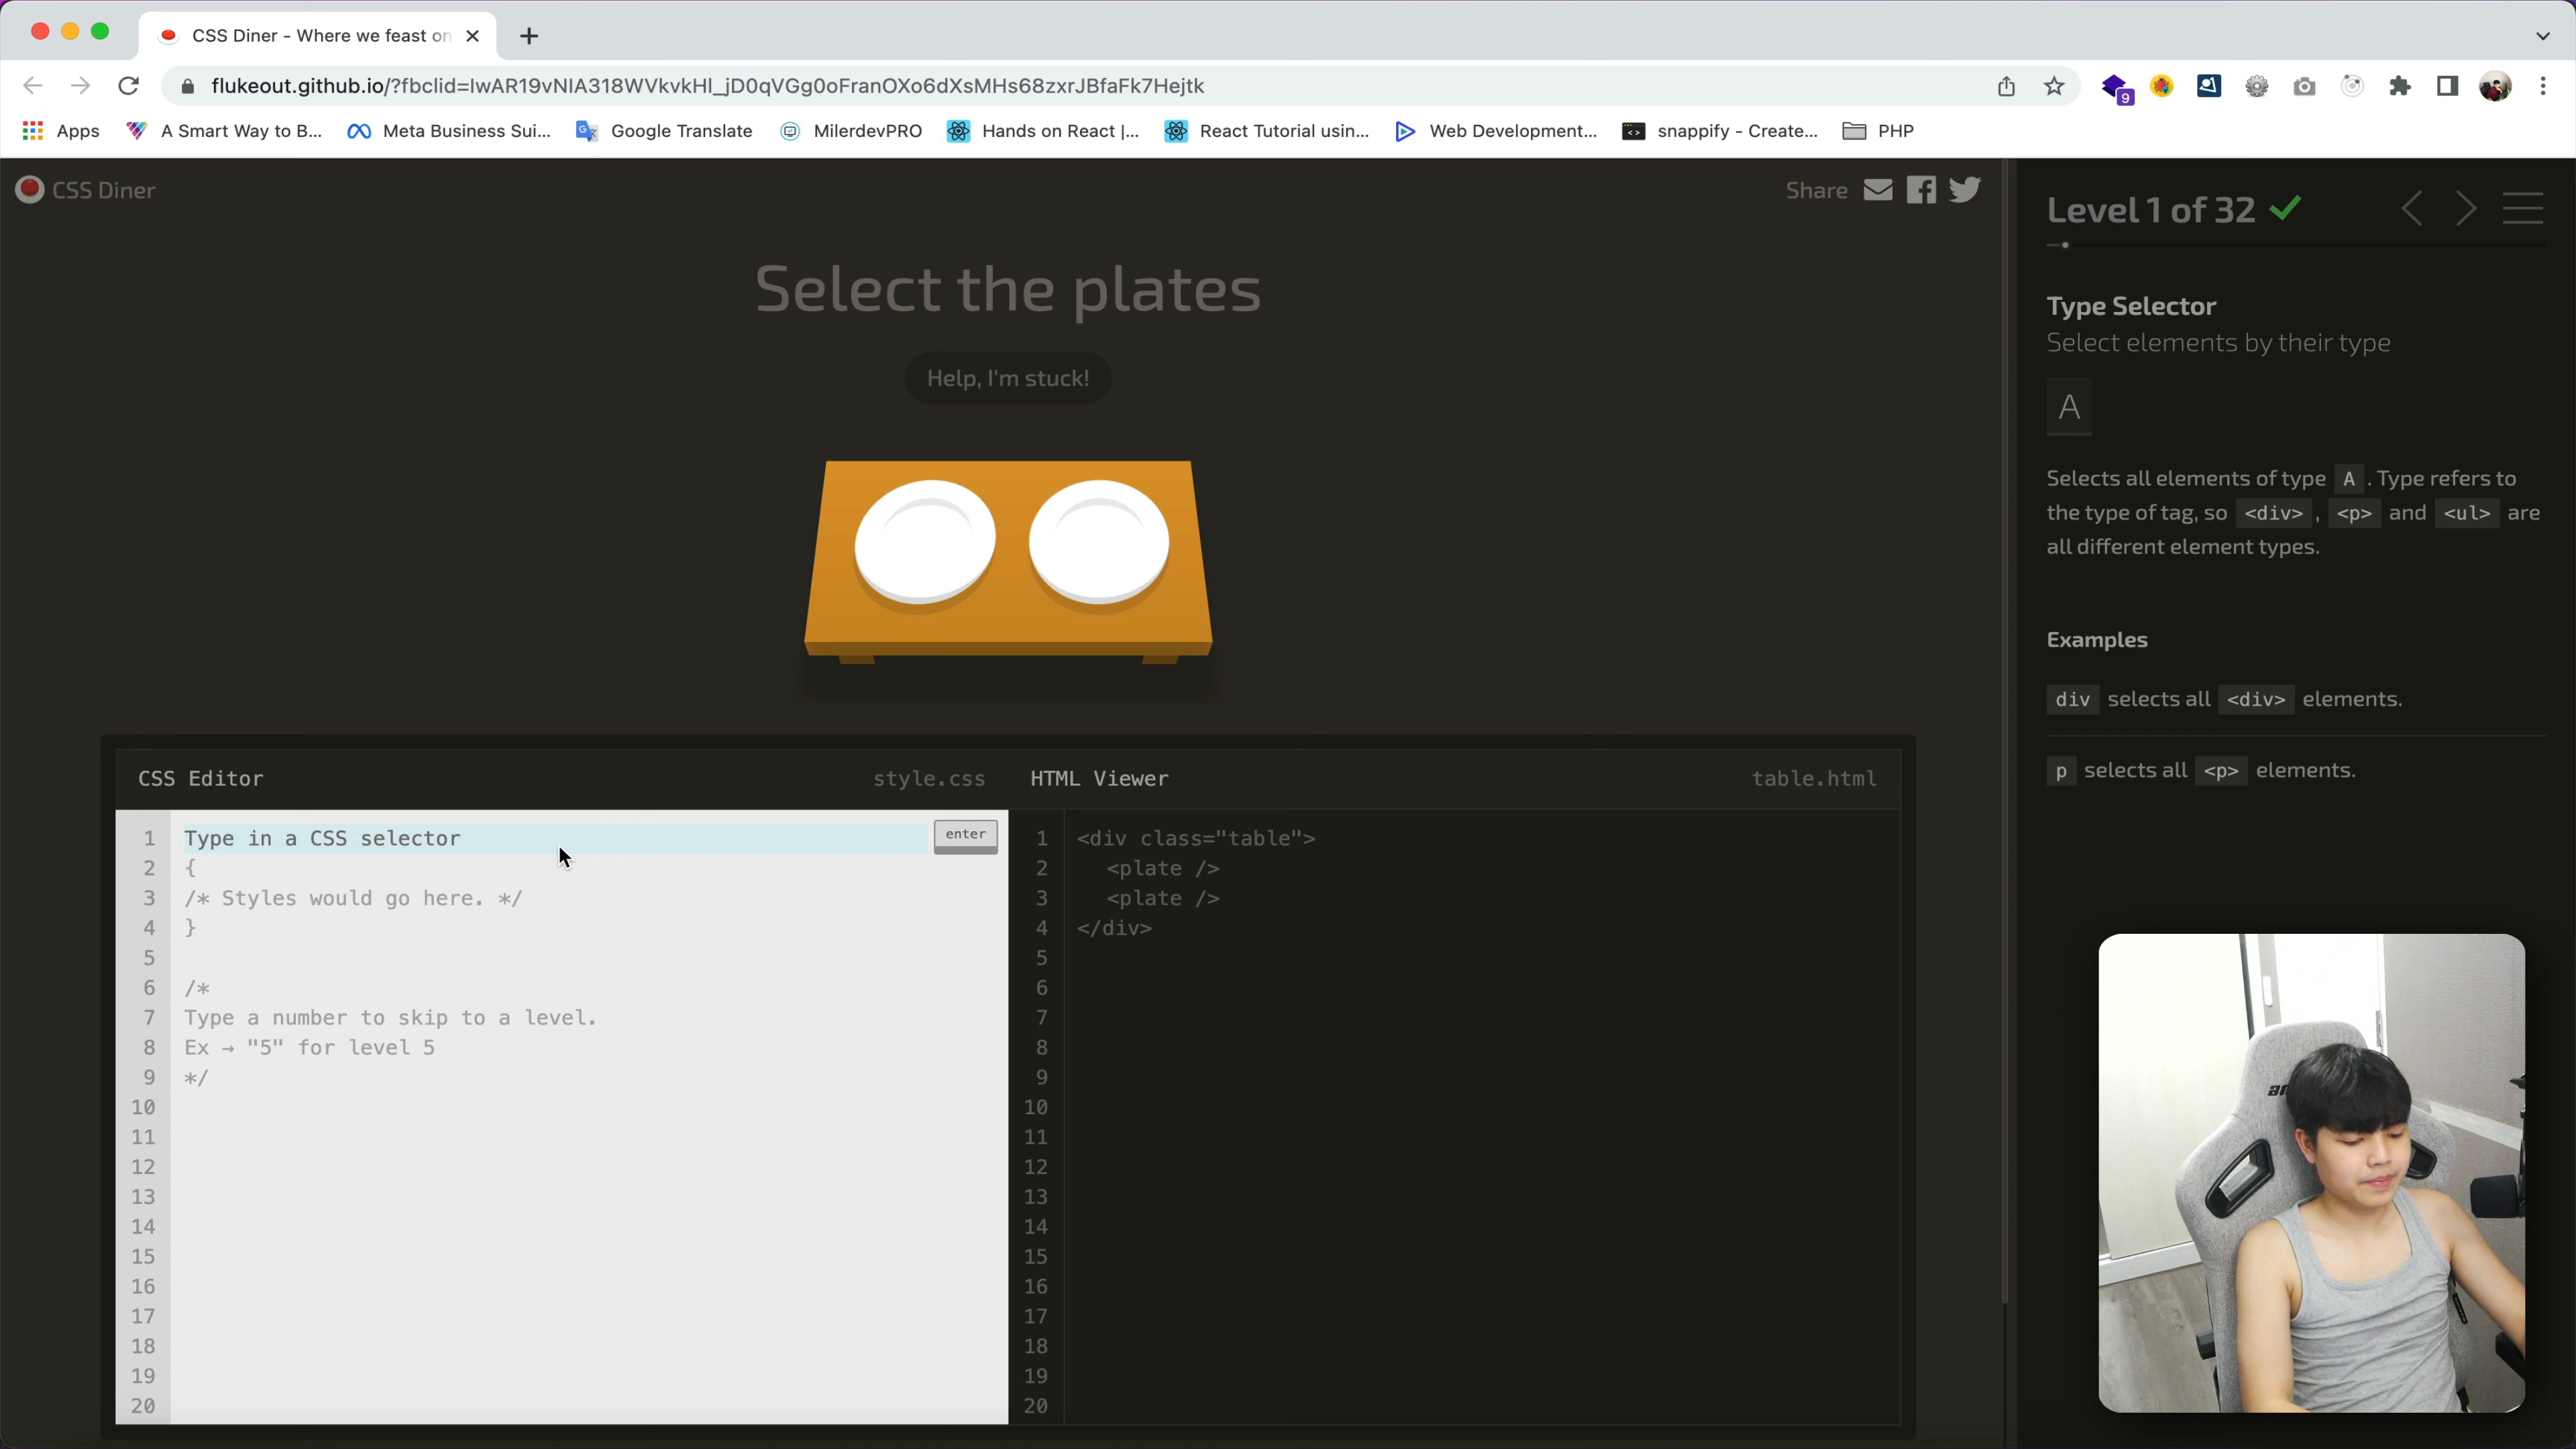 CSS Diner - Where we feast on
flukeout.github.io/?fbclid=IwAR19vNIA318WVkvkHl_jD0qVGg0oFranOXo6dXsMHs68zxrJBfaFk7Hejtk
9
Apps
A Smart Way to B...
Meta Business Sui...
Google Translate
MilerdevPRO
Hands on React |...
React Tutorial usin...
Web Development...
snappify - Create...
PHP
CSS Diner
Share
Select the plates
Help, I'm stuck!
CSS Editor
style.css
1 Type in a CSS selector
enter
2 {
3 /* Styles would go here. */
4 }
5
6 /*
7 Type a number to skip to a level.
8 Ex → "5" for level 5
9 */
10
11
12
13
14
15
16
17
18
19
20
HTML Viewer
table.html
1 <div class="table">
2 <plate />
3 <plate />
4 </div>
5
6
7
8
9
10
11
12
13
14
15
16
17
18
19
20
Level 1 of 32
Type Selector
Select elements by their type
A
Selects all elements of type A . Type refers to
the type of tag, so <div> , <p> and <ul> are
all different element types.
Examples
div selects all <div> elements.
p selects all <p> elements.